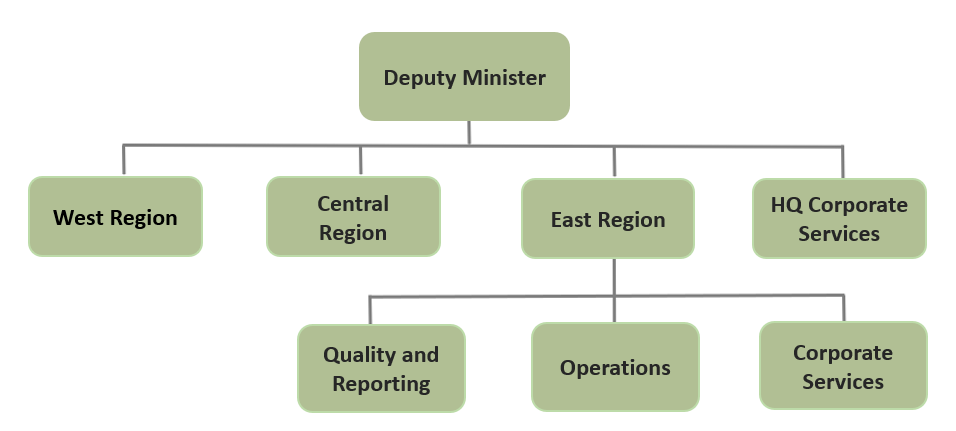 Deputy Minister
West Region
Central
Region
East Region
HQ Corporate
Services
Quality and
Reporting
Operations
Corporate
Services